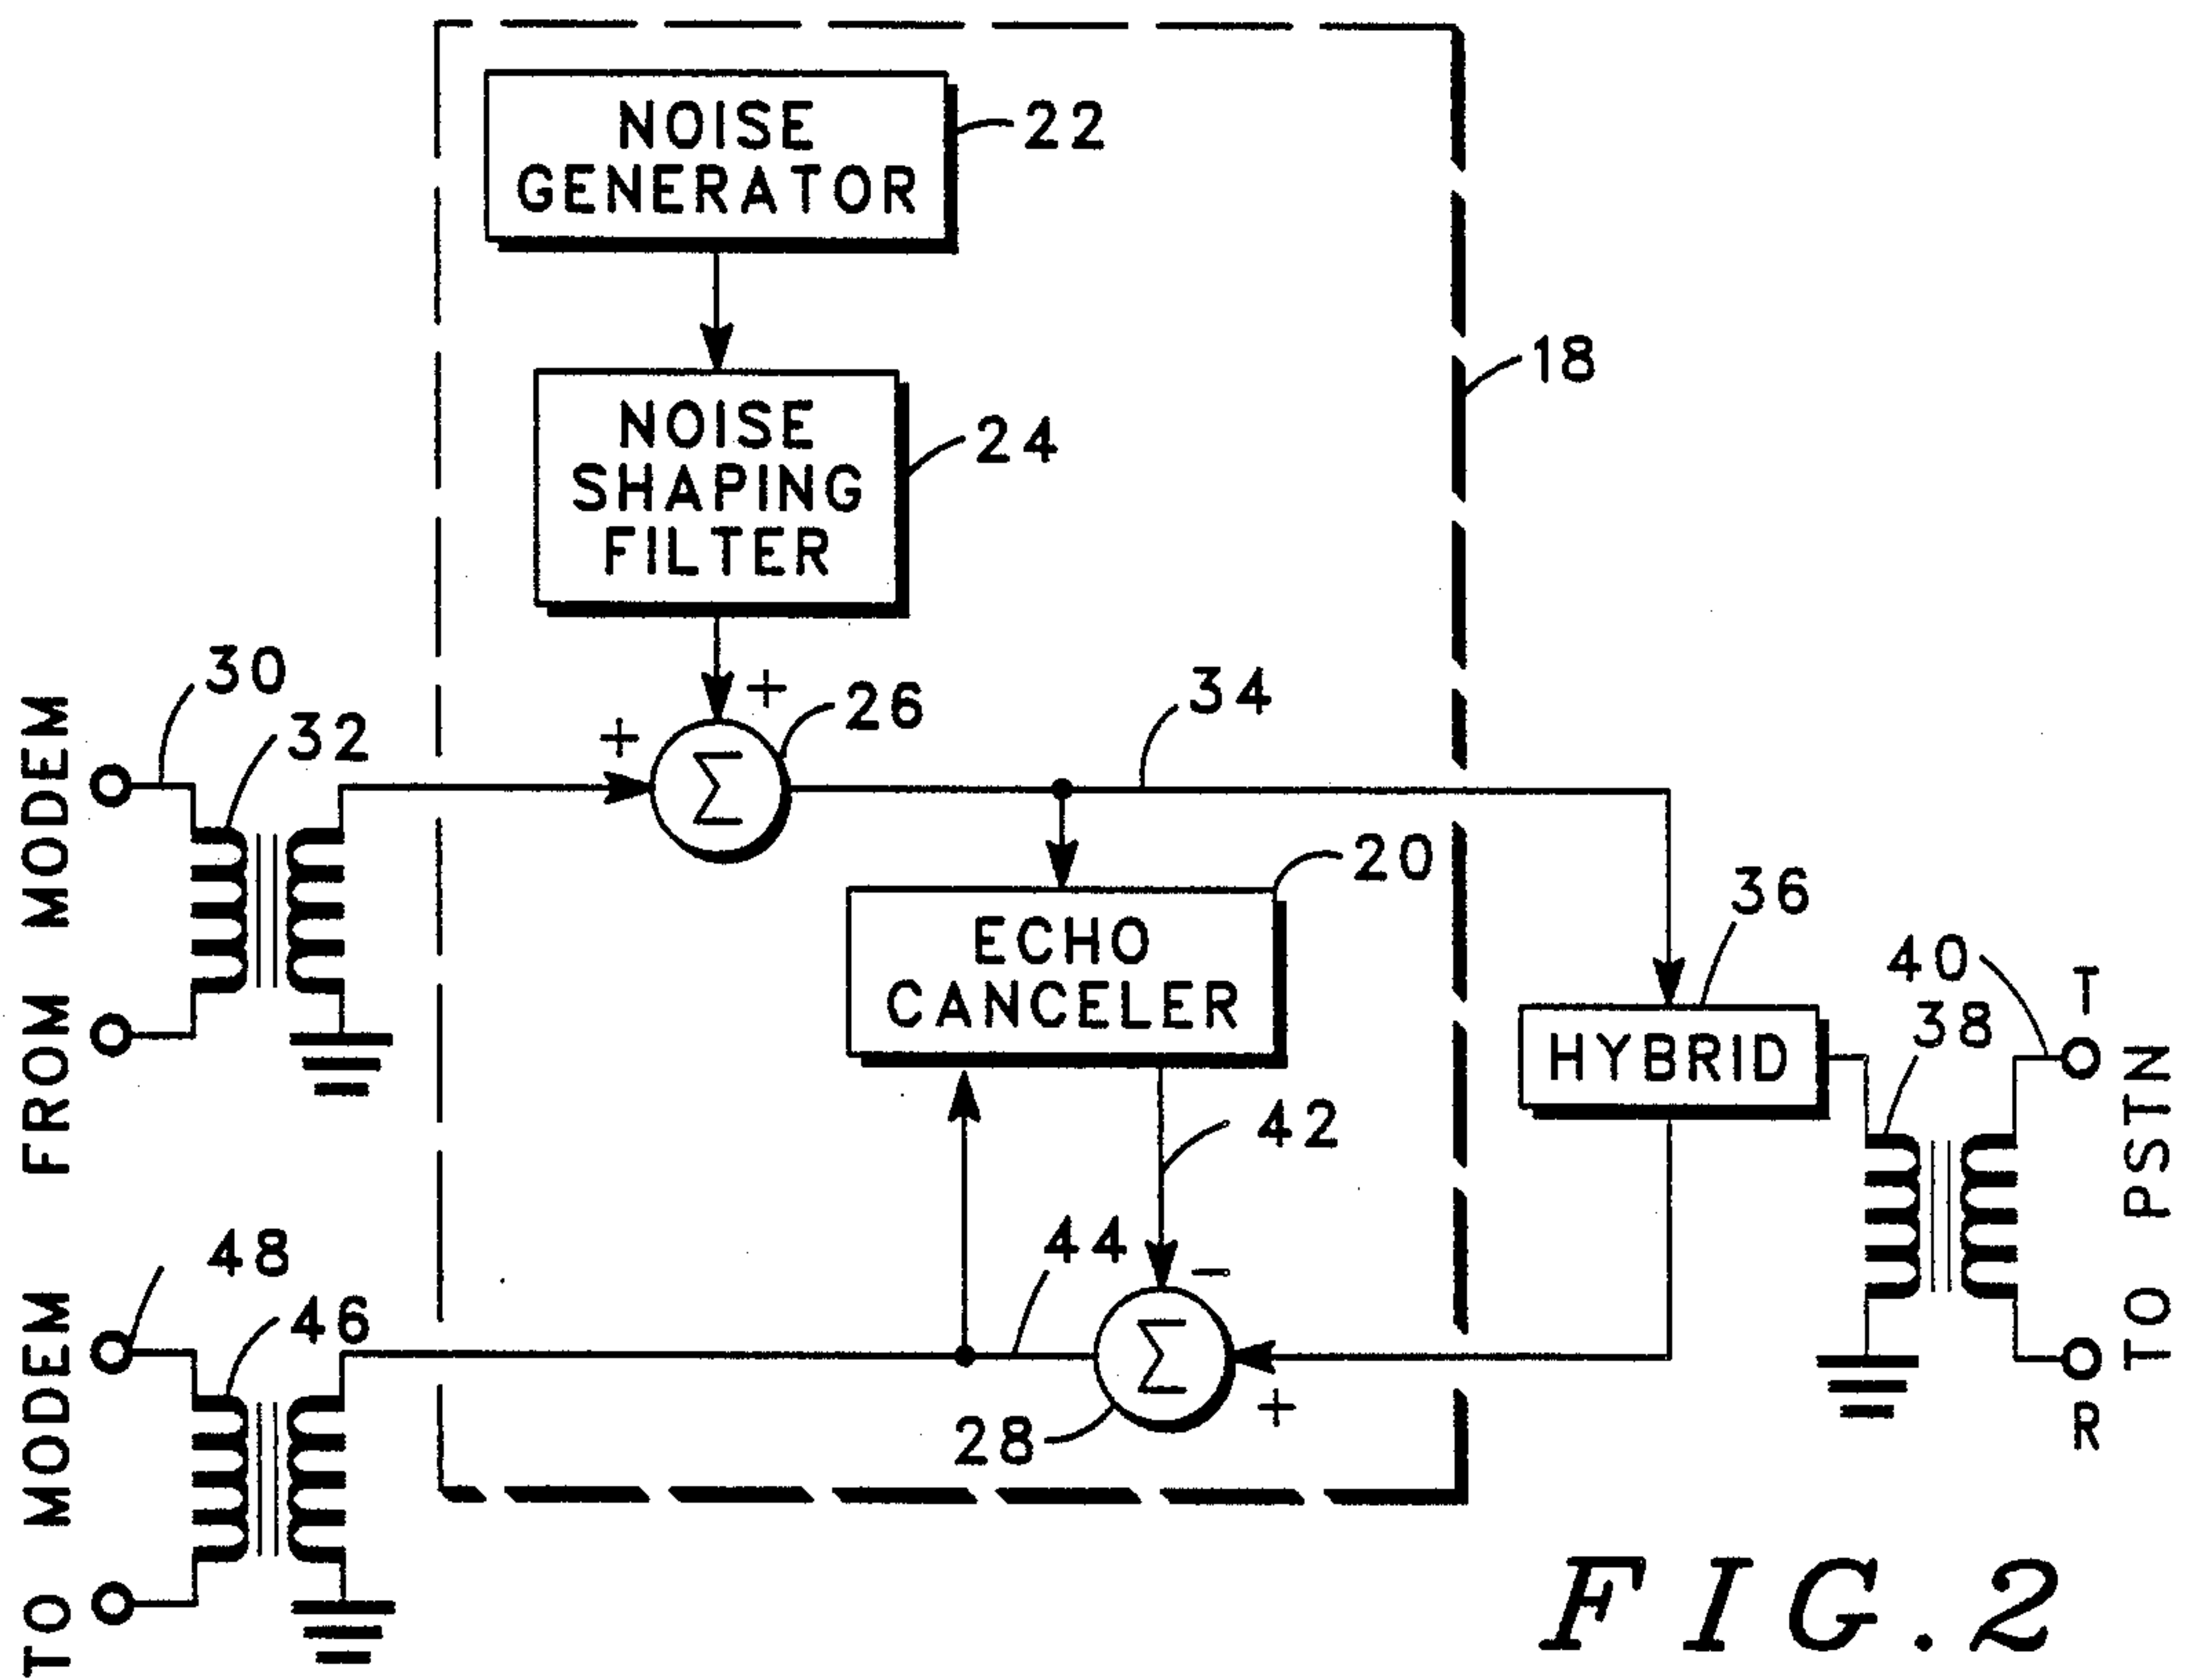 NOISE
GENERATOR
22
NOISE
SHAPING
FILTER
24
18
30
32
+
+
26
34
FROM MODEM
Σ
20
ECHO
CANCELER
36
HYBRID
40
38
T
TO PSTN
R
42
44
−
Σ
+
28
48
46
TO MODEM
FIG.2